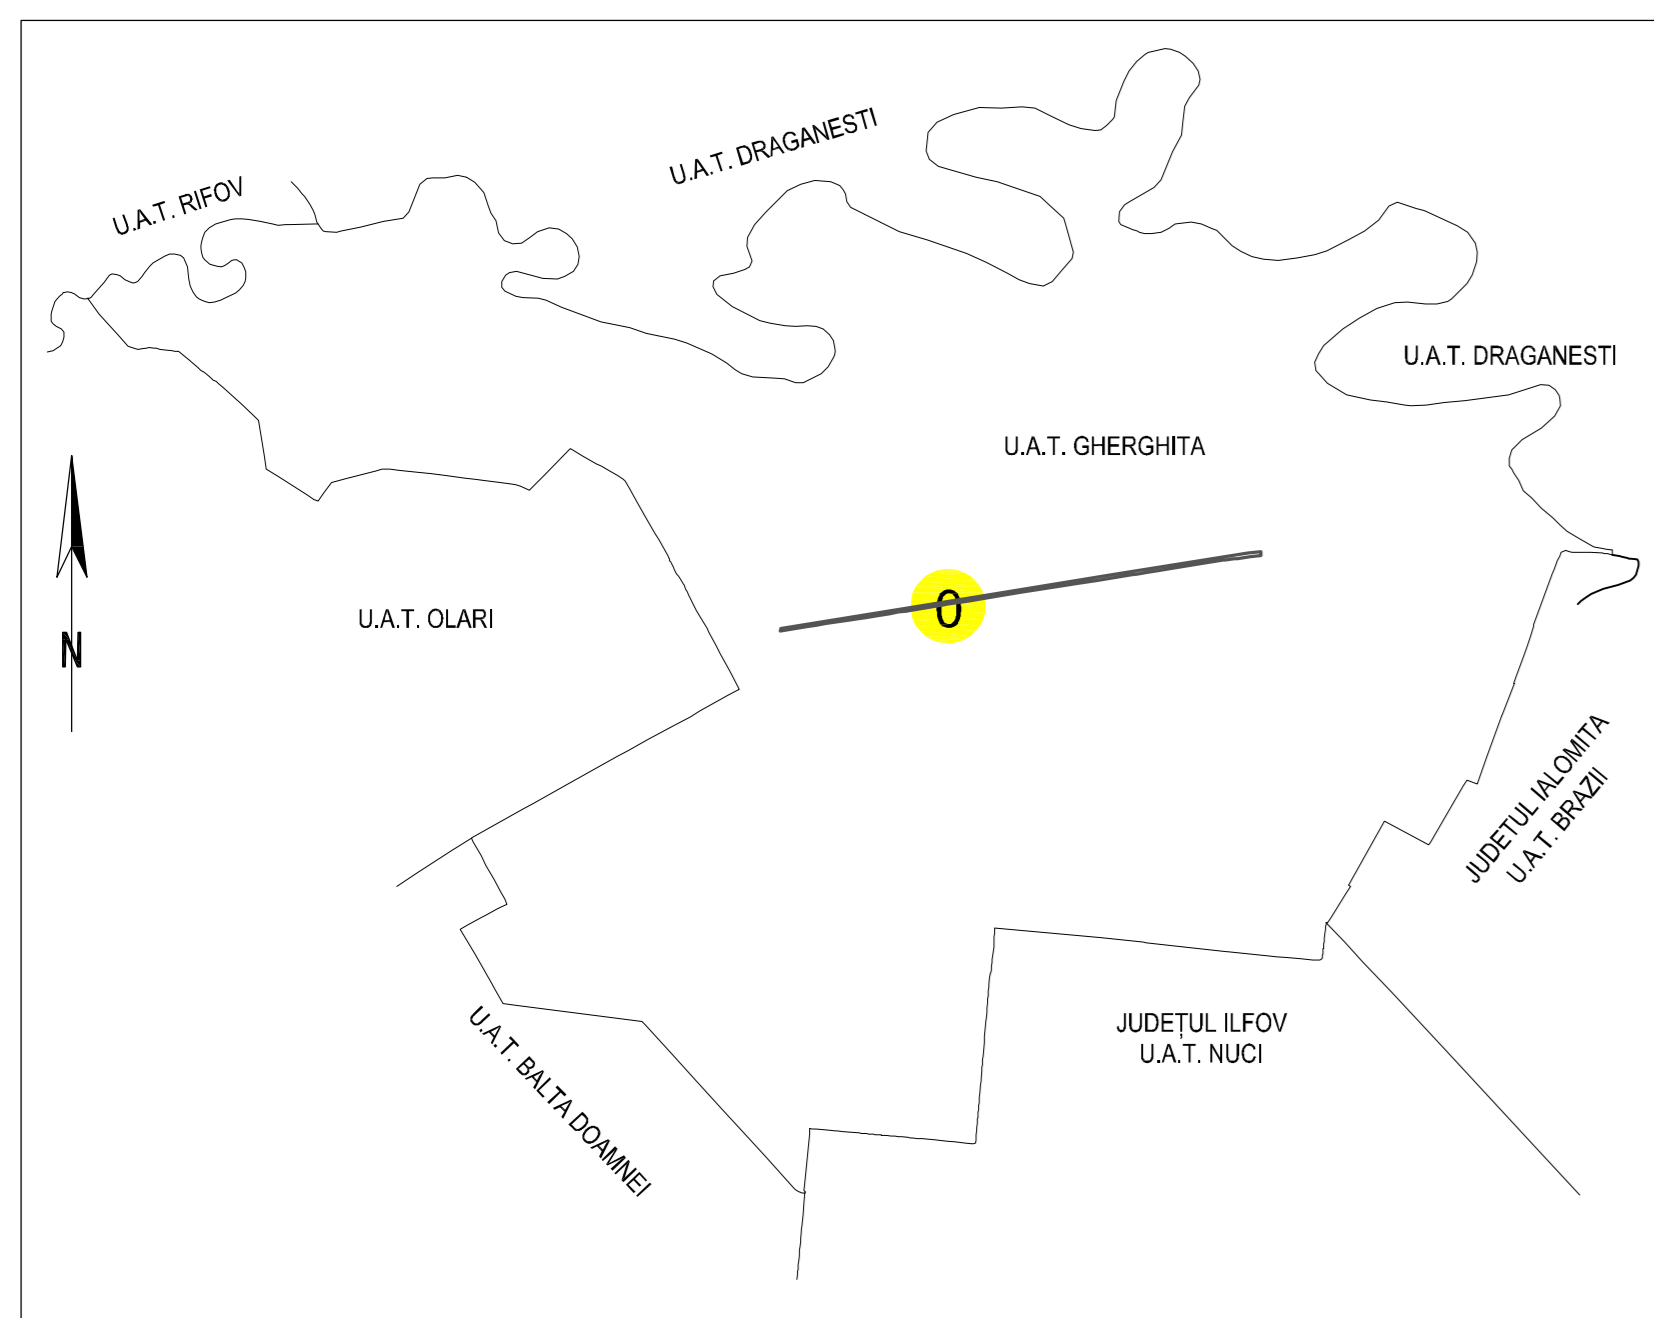 U.A.T. DRAGANESTI
U.A.T. RIFOV
U.A.T. DRAGANESTI
U.A.T. GHERGHITA
0
U.A.T. OLARI
N
JUDETUL IALOMITA
U.A.T. BRAZII
JUDEȚUL ILFOV
U.A.T. NUCI
U.A.T. BALTA DOAMNEI